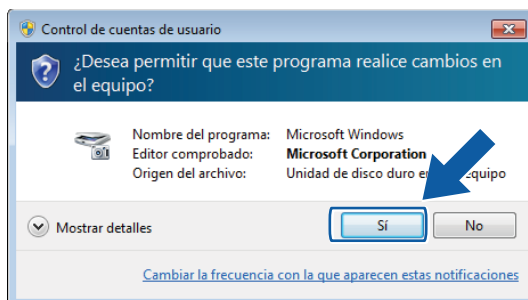 Control de cuentas de usuario
¿Desea permitir que este programa realice cambios en
el equipo?
Nombre del programa: Microsoft Windows
Editor comprobado: Microsoft Corporation
Origen del archivo: Unidad de disco duro e equipo
Mostrar detalles
Sí No
Cambiar la frecuencia con la que aparecen estas notificaciones